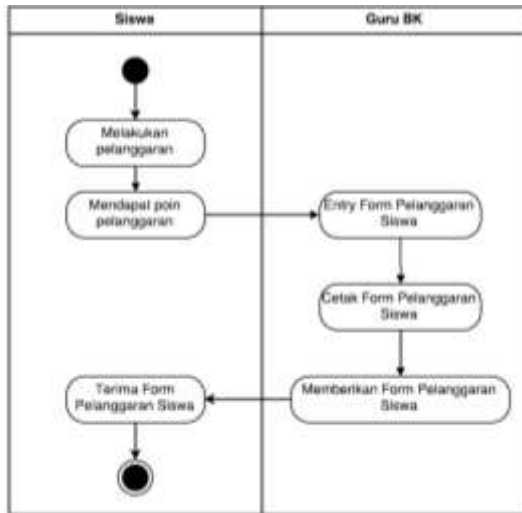 Siswa
Guru BK
Melakukan
pelanggaran
Mendapat poin
pelanggaran
Entry Form Pelanggaran
Siswa
Cetak Form Pelanggaran
Siswa
Memberikan Form Pelanggaran
Siswa
Terima Form
Pelanggaran Siswa